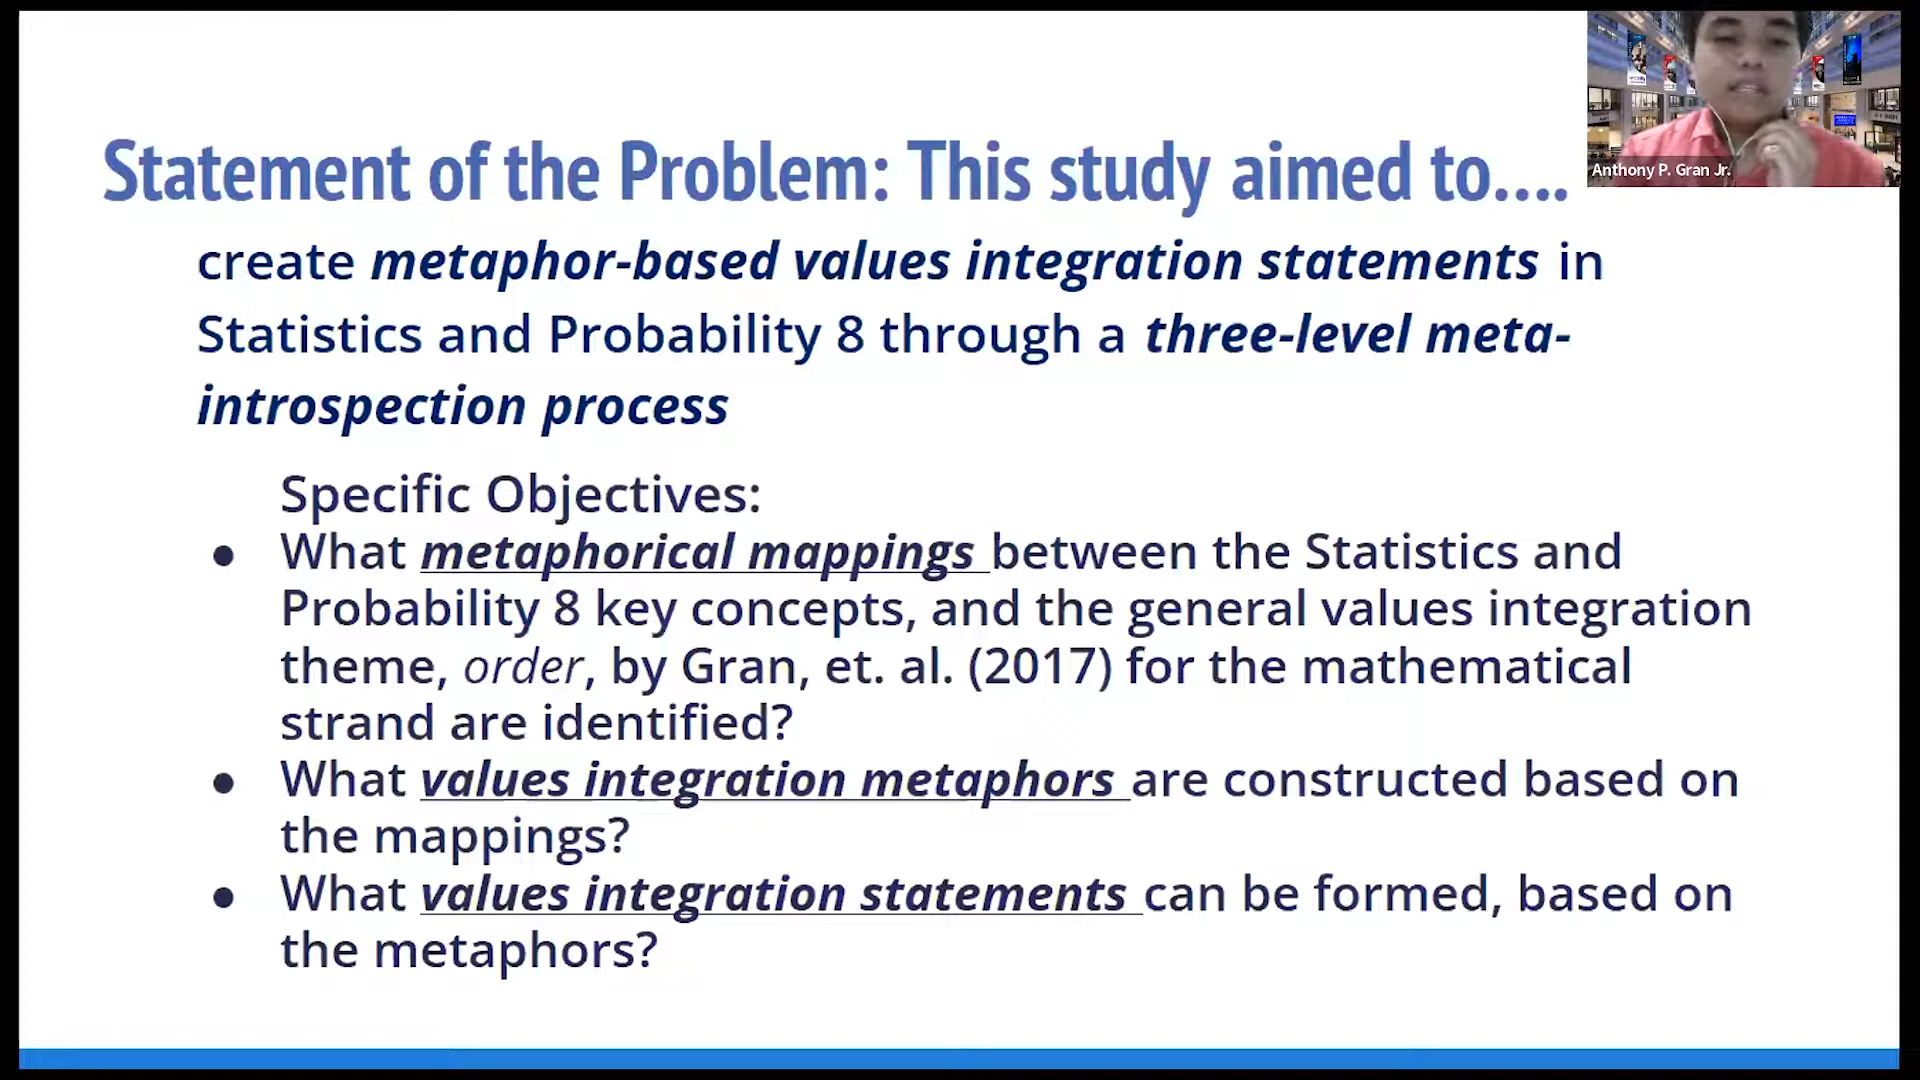 Statement of the Problem: This study aimed to....
Anthony P. Gran Jr.
create metaphor-based values integration statements in
Statistics and Probability 8 through a three-level meta-
introspection process
Specific Objectives:
● What metaphorical mappings between the Statistics and
Probability 8 key concepts, and the general values integration
theme, order, by Gran, et. al. (2017) for the mathematical
strand are identified?
● What values integration metaphors are constructed based on
the mappings?
● What values integration statements can be formed, based on
the metaphors?